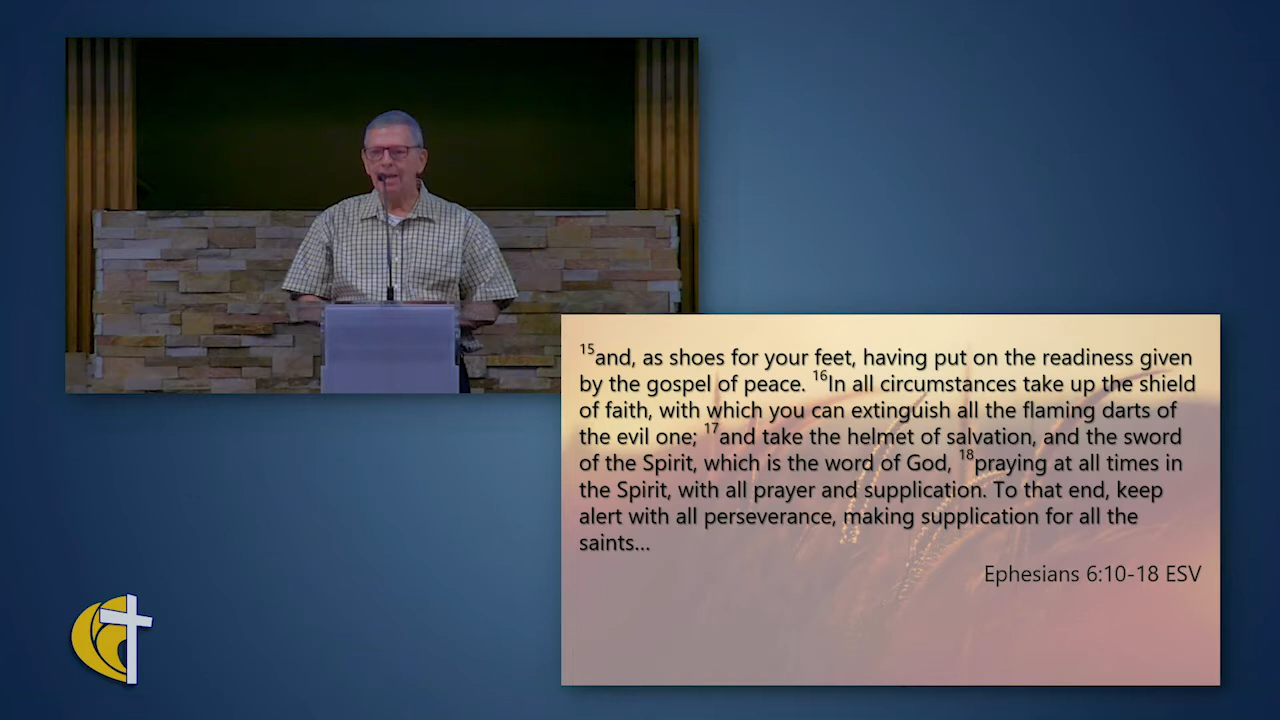 15and, as shoes for your feet, having put on the readiness given
by the gospel of peace. 16In all circumstances take up the shield
of faith, with which you can extinguish all the flaming darts of
the evil one; 17and take the helmet of salvation, and the sword
of the Spirit, which is the word of God, 18praying at all times in
the Spirit, with all prayer and supplication. To that end, keep
alert with all perseverance, making supplication for all the
saints...
Ephesians 6:10-18 ESV